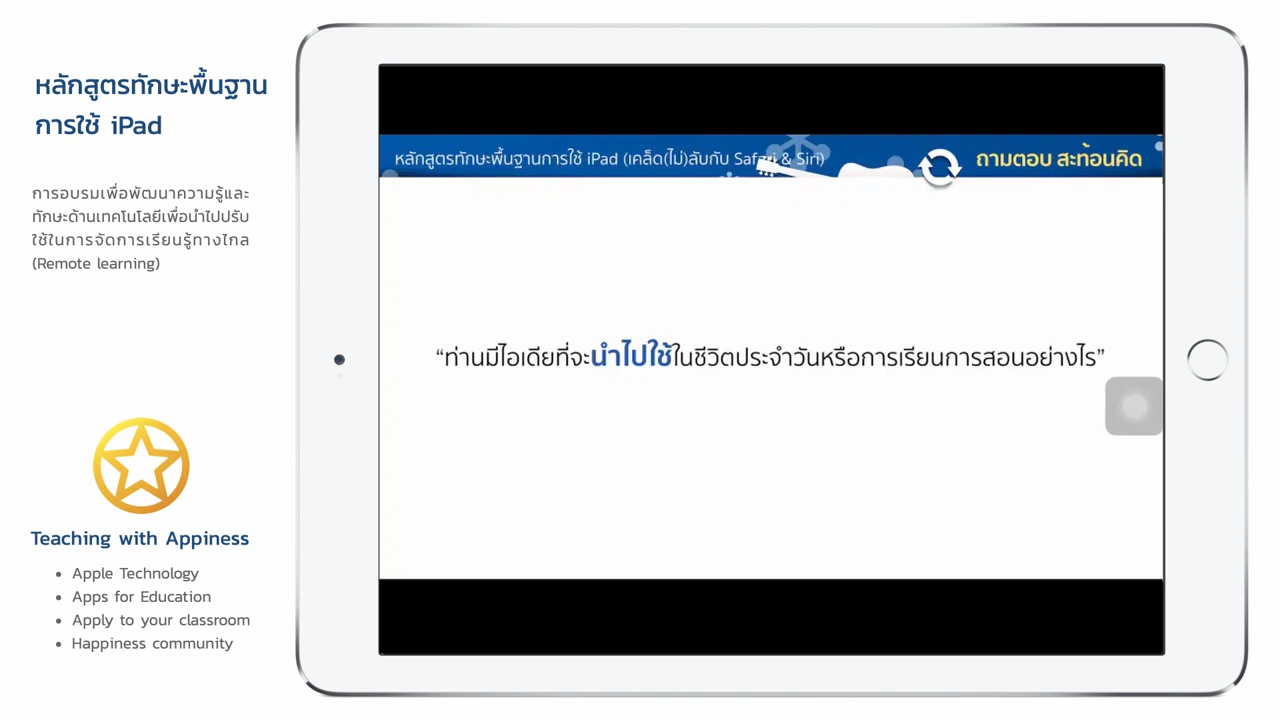 หลักสูตรทักษะพื้นฐาน
การใช้ iPad
การอบรมเพื่อพัฒนาความรู้และ
ทักษะด้านเทคโนโลยีเพื่อนำไปปรับ
ใช้ในการจัดการเรียนรู้ทางไกล
(Remote learning)
Teaching with Appiness
• Apple Technology
• Apps for Education
• Apply to your classroom
• Happiness community
หลักสูตรทักษะพื้นฐานการใช้ iPad (เคล็ด(ไม่)ลับกับ Safari & Siri)
ถามตอบ สะท้อนคิด
“ท่านมีไอเดียที่จะนำไปใช้ในชีวิตประจำวันหรือการเรียนการสอนอย่างไร”